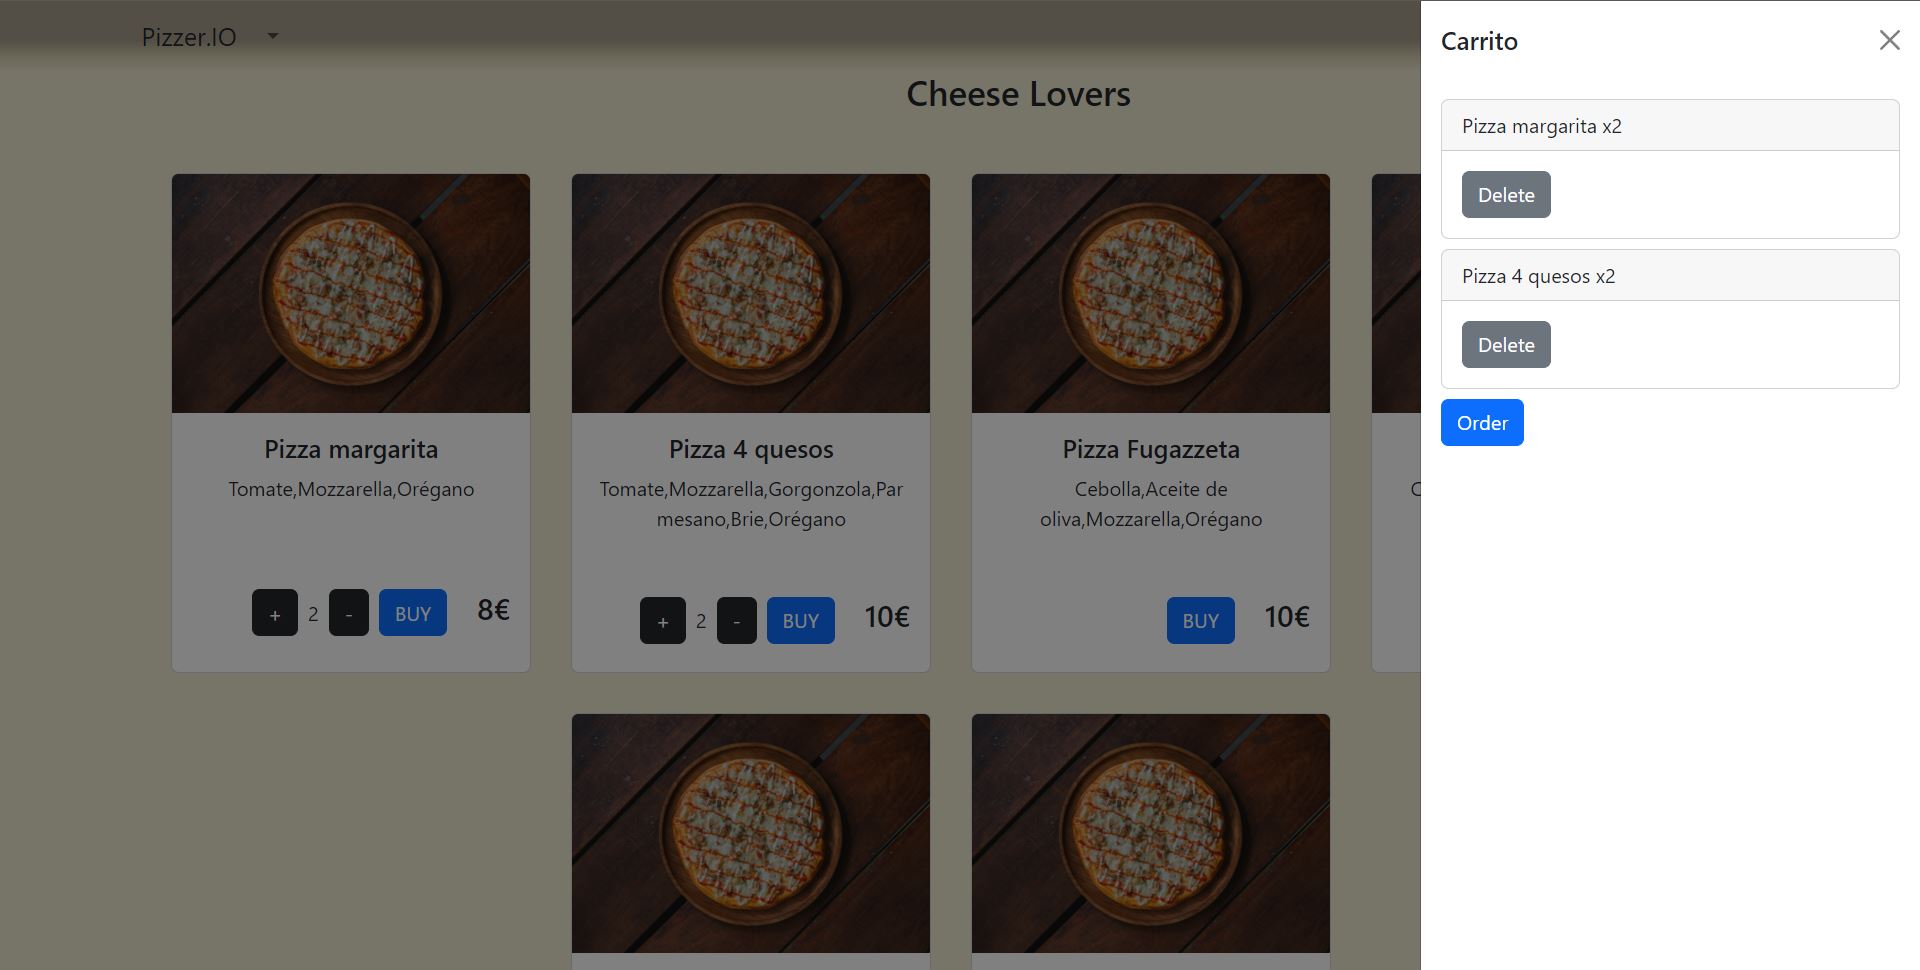 Pizzer.IO
Cheese Lovers
Pizza margarita
Tomate,Mozzarella,Orégano
+ 2 - BUY 8€
Pizza 4 quesos
Tomate,Mozzarella,Gorgonzola,Par
mesano,Brie,Orégano
+ 2 - BUY 10€
Pizza Fugazzeta
Cebolla,Aceite de
oliva,Mozzarella,Orégano
BUY 10€
Carrito
Pizza margarita x2
Delete
Pizza 4 quesos x2
Delete
Order